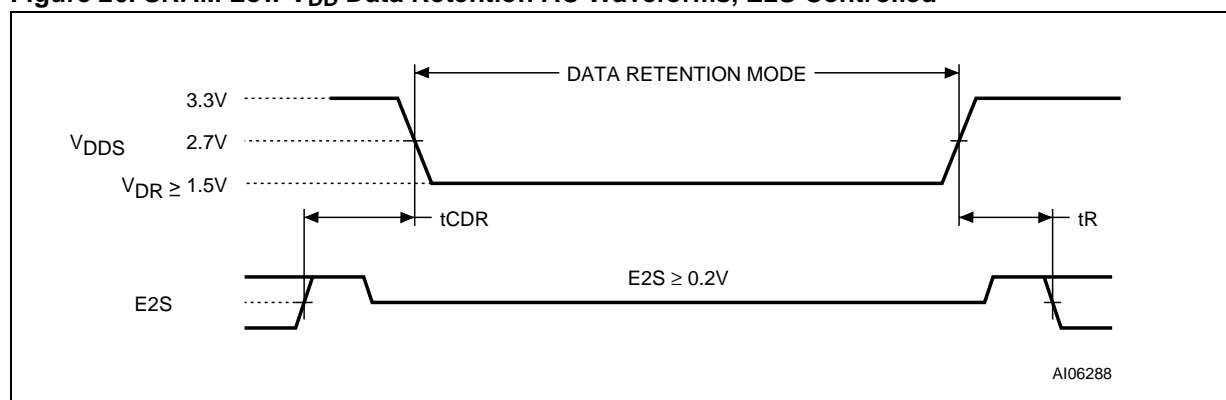 DATA RETENTION MODE
3.3V
VDDS 2.7V
VDR ≥ 1.5V
tCDR
tR
E2S ≥ 0.2V
E2S
AI06288